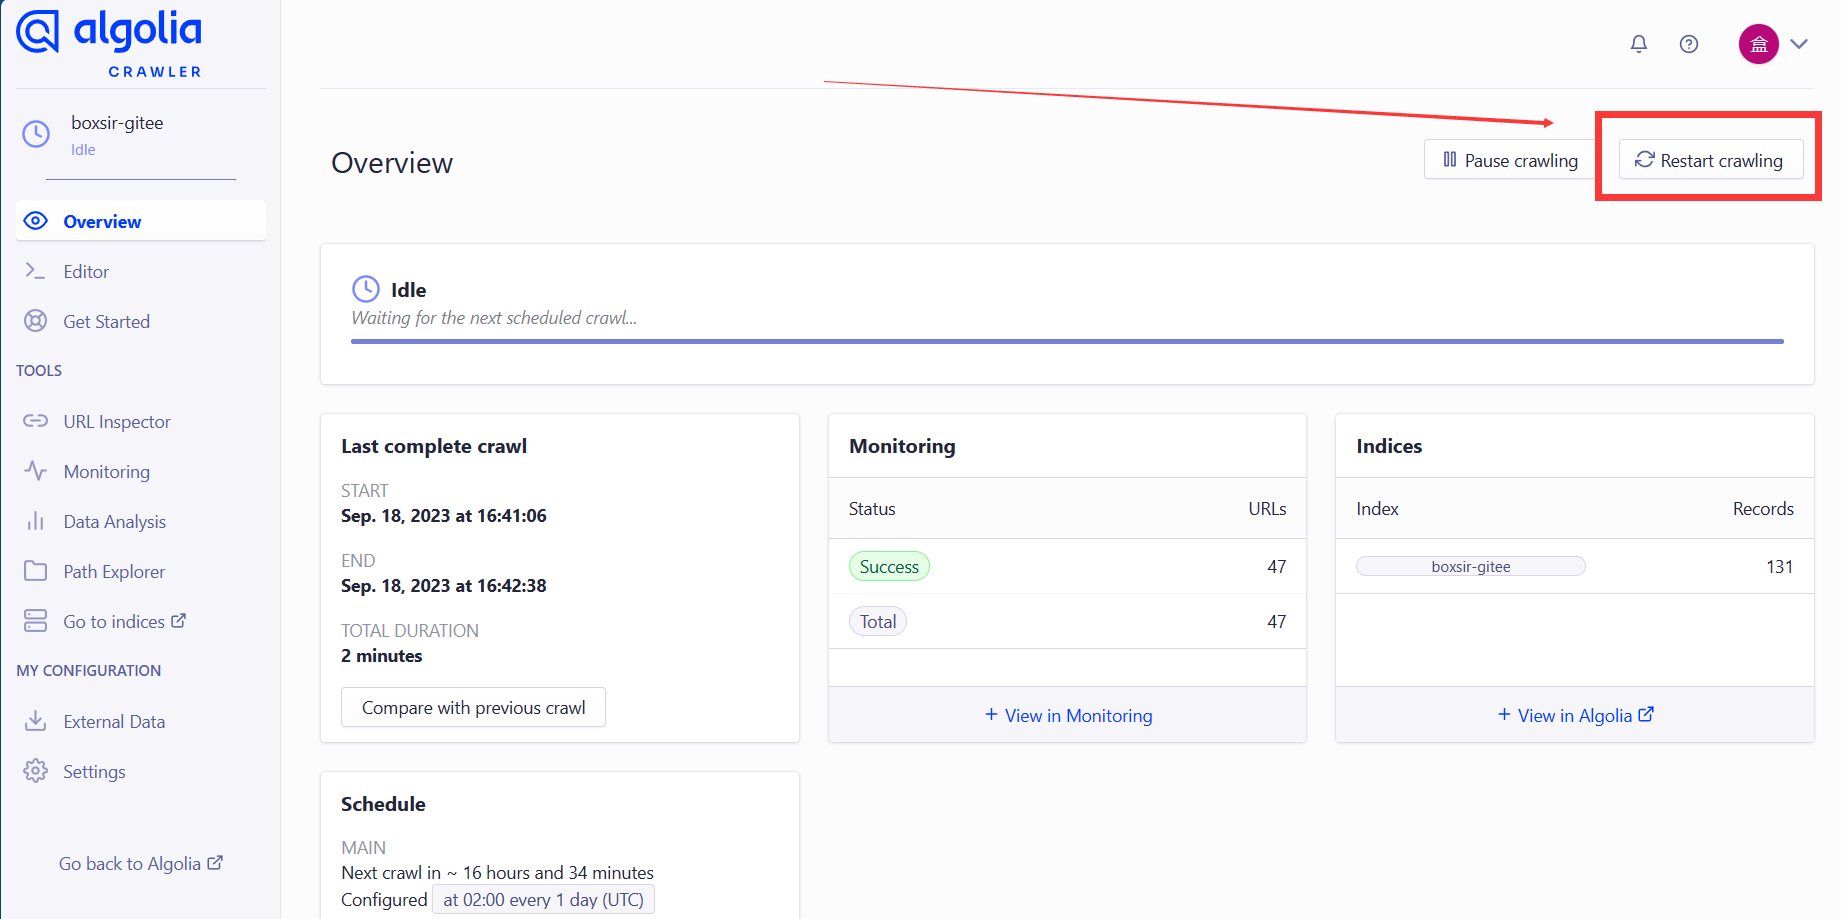 algolia
CRAWLER
boxsir-gitee
Idle
Overview
Editor
Get Started
TOOLS
URL Inspector
Monitoring
Data Analysis
Path Explorer
Go to indices
MY CONFIGURATION
External Data
Settings
Go back to Algolia
盒
Overview
Pause crawling
Restart crawling
Idle
Waiting for the next scheduled crawl...
Last complete crawl
START
Sep. 18, 2023 at 16:41:06
END
Sep. 18, 2023 at 16:42:38
TOTAL DURATION
2 minutes
Compare with previous crawl
Monitoring
Status URLs
Success 47
Total 47
+ View in Monitoring
Indices
Index Records
boxsir-gitee 131
+ View in Algolia
Schedule
MAIN
Next crawl in ~ 16 hours and 34 minutes
Configured at 02:00 every 1 day (UTC)